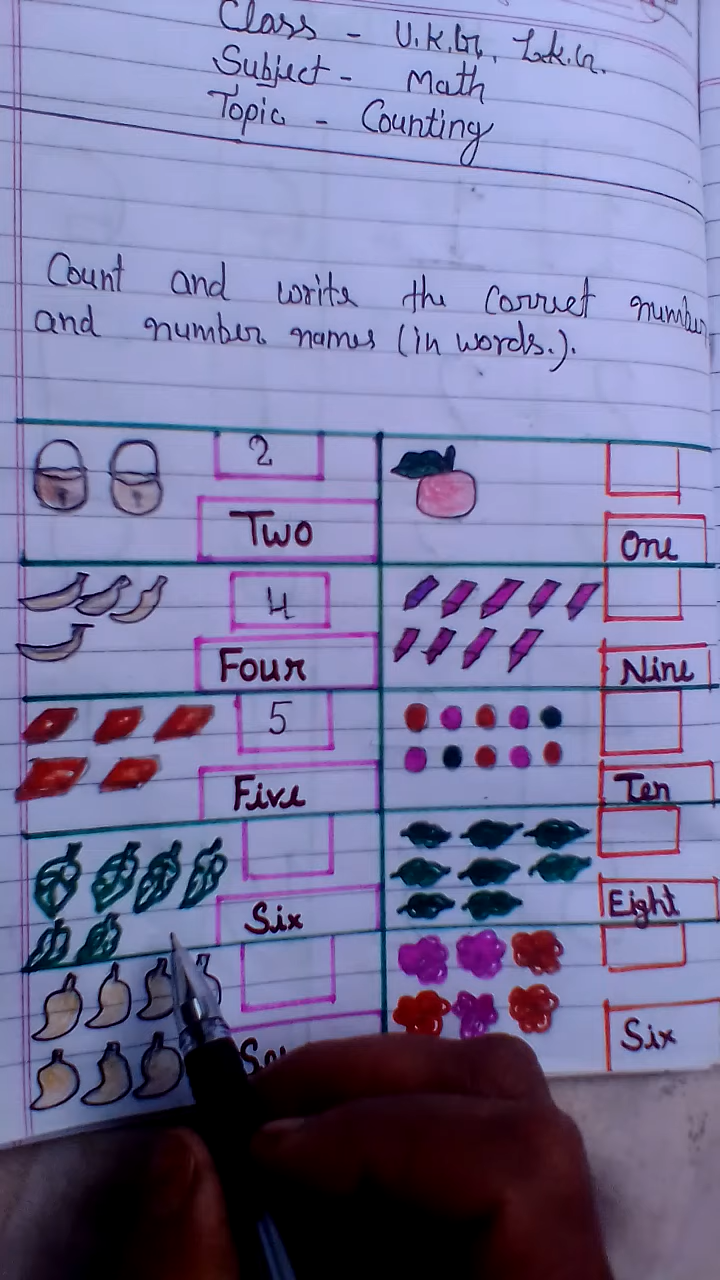 Class - U.K.G, L.K.G.
Subject - Math
Topic - Counting
Count and write the correct number
and number names (in words.).
2
Two
One
4
Four
Nine
5
Five
Ten
Six
Eight
Six